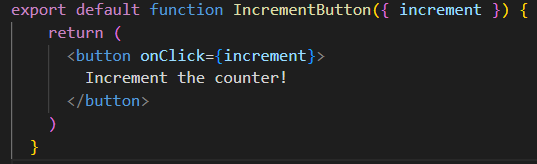 export default function IncrementButton({ increment }) {
return (
<button onClick={increment}>
Increment the counter!
</button>
)
}